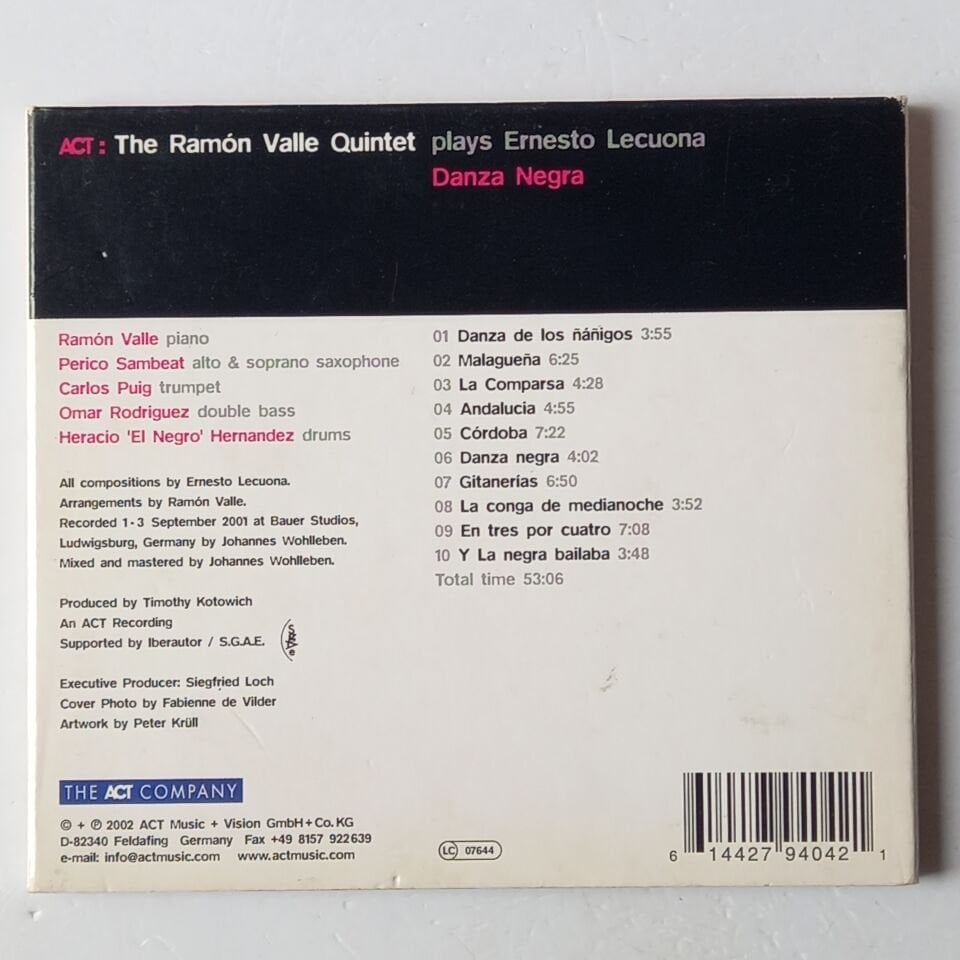 ACT: The Ramón Valle Quintet plays Ernesto Lecuona
Danza Negra
Ramón Valle piano
Perico Sambeat alto & soprano saxophone
Carlos Puig trumpet
Omar Rodriguez double bass
Heracio 'El Negro' Hernandez drums
All compositions by Ernesto Lecuona.
Arrangements by Ramón Valle.
Recorded 1-3 September 2001 at Bauer Studios,
Ludwigsburg, Germany by Johannes Wohlleben.
Mixed and mastered by Johannes Wohlleben.
Produced by Timothy Kotowich
An ACT Recording
Supported by Iberautor / S.G.A.E.
Executive Producer: Siegfried Loch
Cover Photo by Fabienne de Vilder
Artwork by Peter Krüll
01 Danza de los ñáñigos 3:55
02 Malagueña 6:25
03 La Comparsa 4:28
04 Andalucia 4:55
05 Córdoba 7:22
06 Danza negra 4:02
07 Gitanerías 6:50
08 La conga de medianoche 3:52
09 En tres por cuatro 7:08
10 Y La negra bailaba 3:48
Total time 53:06
THE ACT COMPANY
© + ℗ 2002 ACT Music + Vision GmbH+Co.KG
D-82340 Feldafing Germany Fax +49 8157 922639
e-mail: info@actmusic.com www.actmusic.com
LC 07644
6 14427 94042 1